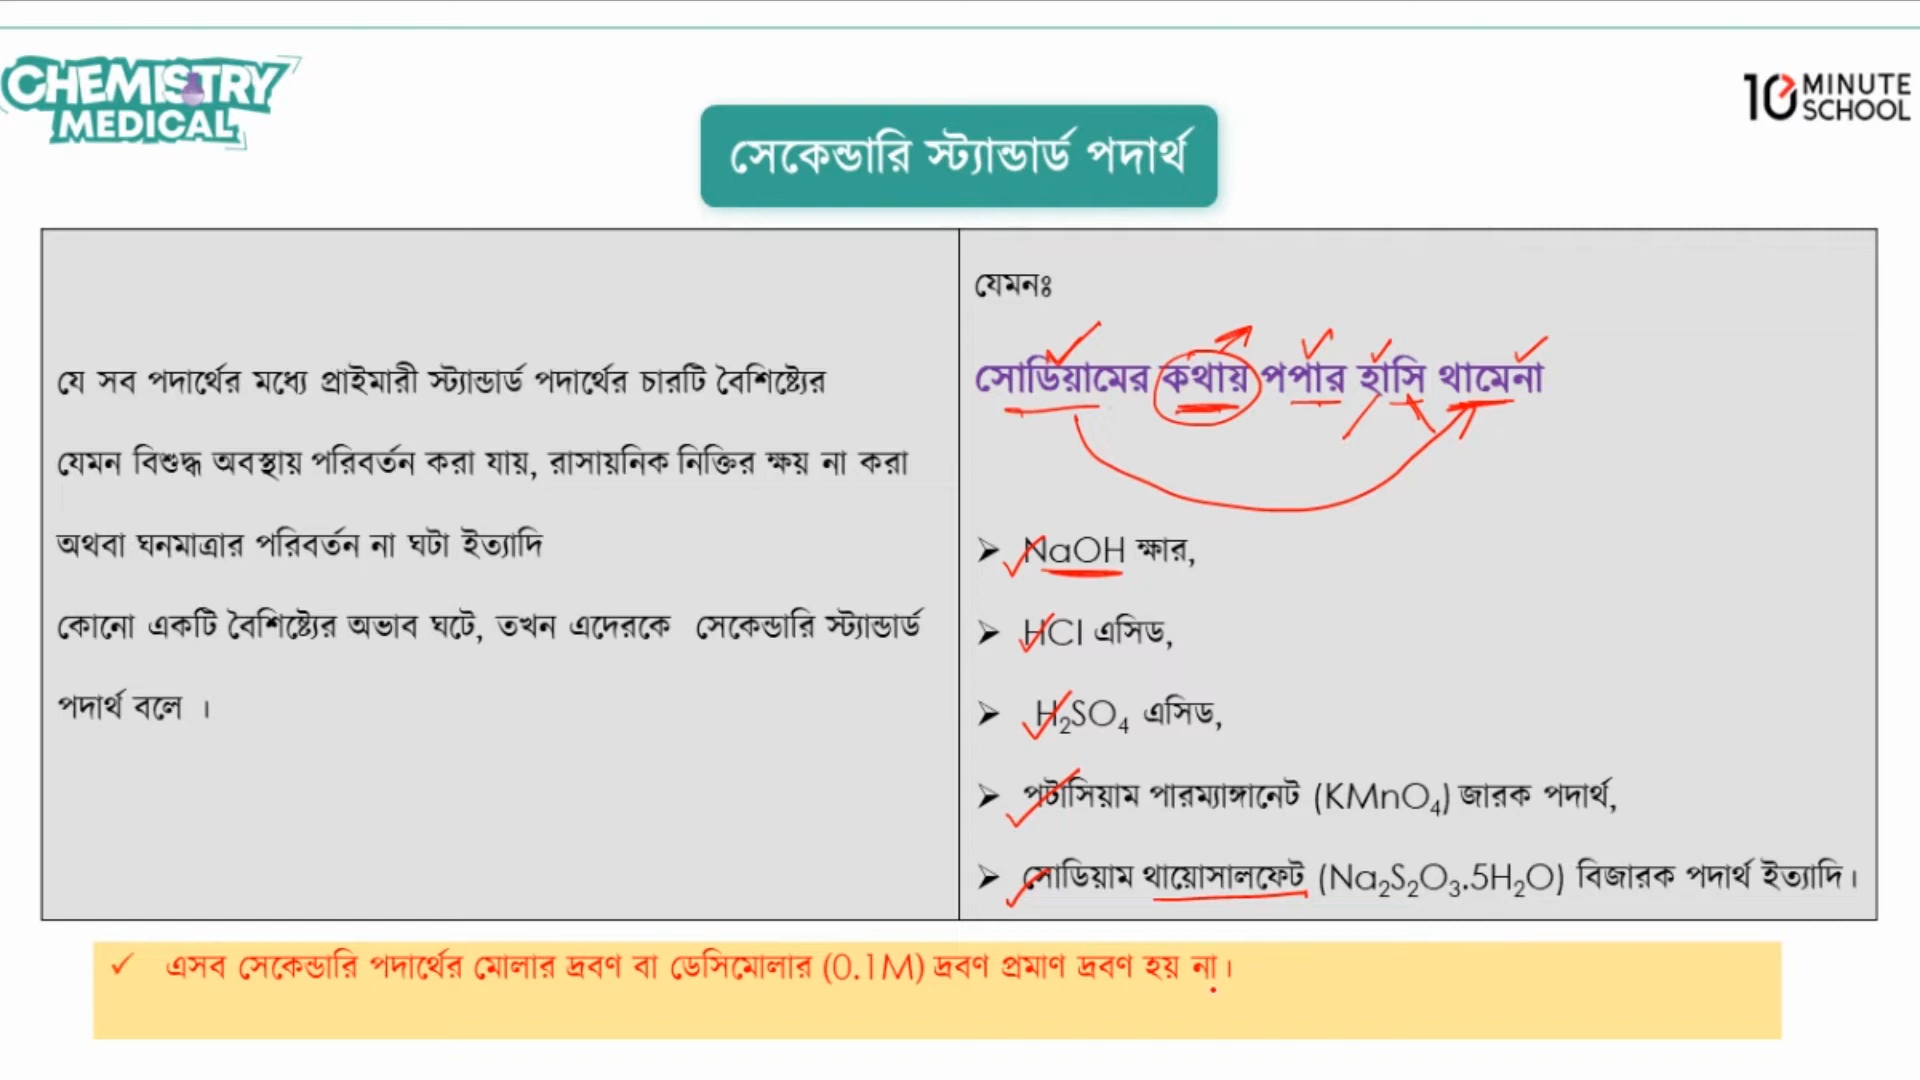 CHEMISTRY
MEDICAL
10 MINUTE
SCHOOL
সেকেন্ডারি স্ট্যান্ডার্ড পদার্থ
যে সব পদার্থের মধ্যে প্রাইমারী স্ট্যান্ডার্ড পদার্থের চারটি বৈশিষ্ট্যের
যেমন বিশুদ্ধ অবস্থায় পরিবর্তন করা যায়, রাসায়নিক নিক্তির ক্ষয় না করা
অথবা ঘনমাত্রার পরিবর্তন না ঘটা ইত্যাদি
কোনো একটি বৈশিষ্ট্যের অভাব ঘটে, তখন এদেরকে সেকেন্ডারি স্ট্যান্ডার্ড
পদার্থ বলে ।
যেমনঃ
সোডিয়ামের কথায় পপার হাসি থামেনা
➢ NaOH ক্ষার,
➢ HCl এসিড,
➢ H₂SO₄ এসিড,
➢ পটাসিয়াম পারম্যাঙ্গানেট (KMnO₄) জারক পদার্থ,
➢ সোডিয়াম থায়োসালফেট (Na₂S₂O₃.5H₂O) বিজারক পদার্থ ইত্যাদি।
✓ এসব সেকেন্ডারি পদার্থের মোলার দ্রবণ বা ডেসিমোলার (0.1M) দ্রবণ প্রমাণ দ্রবণ হয় না।